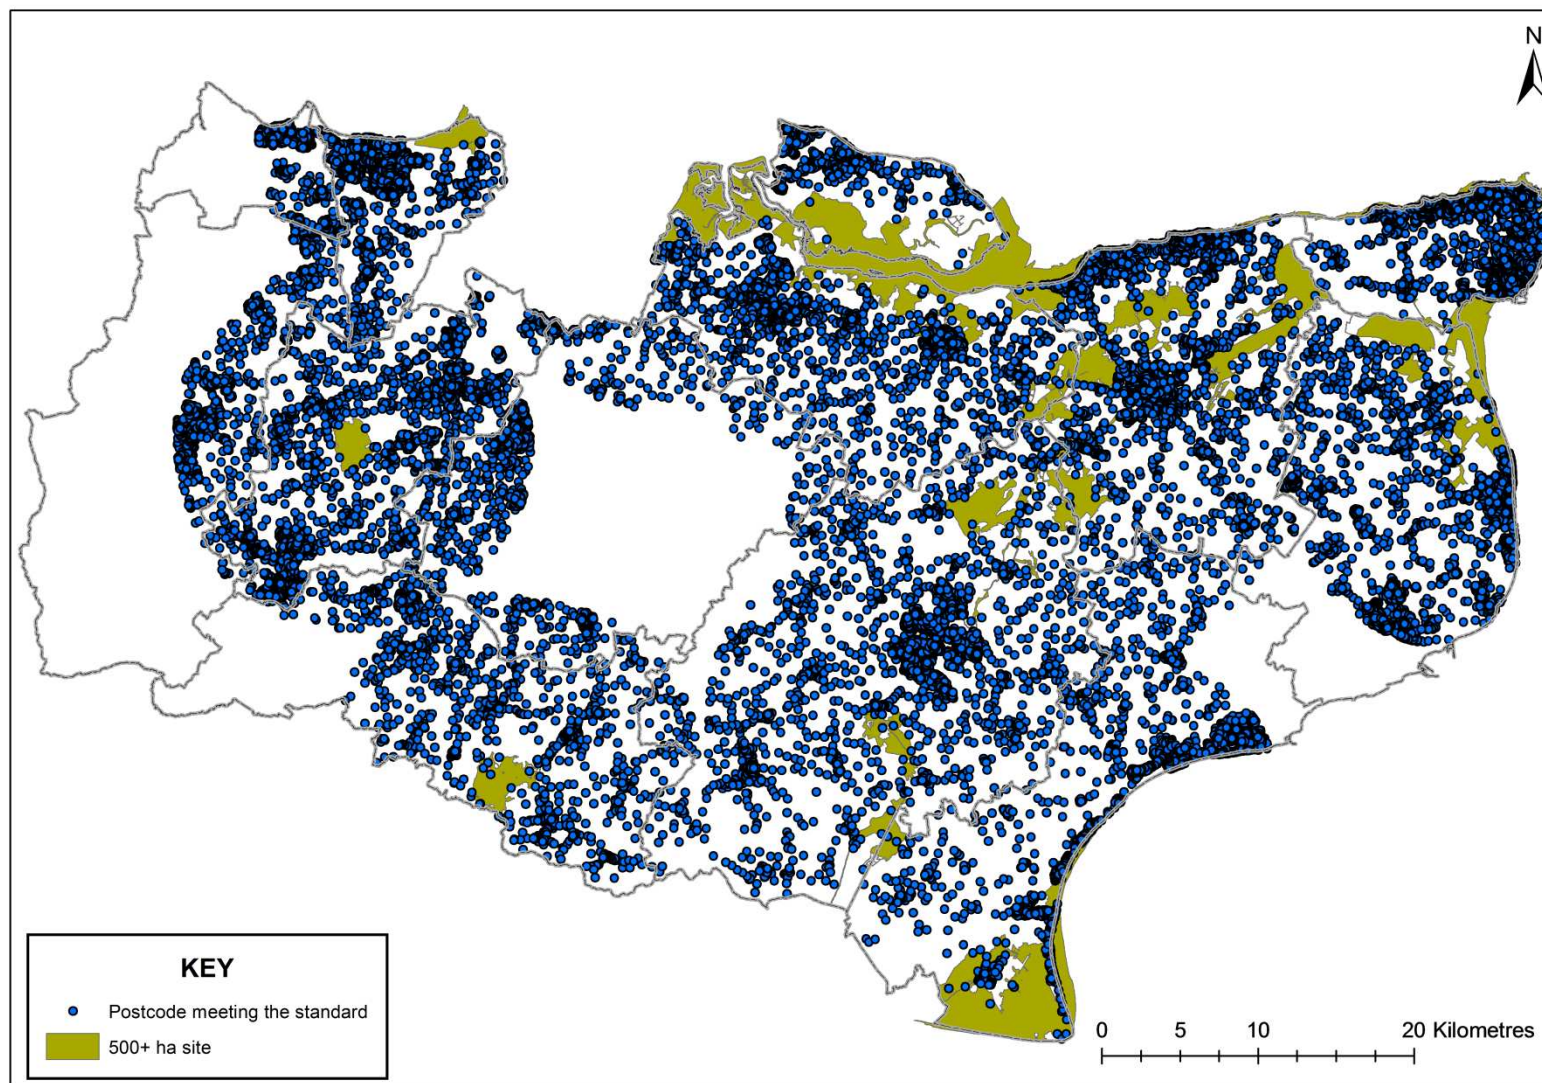 N
KEY
Postcode meeting the standard
500+ ha site
0 5 10 20 Kilometres